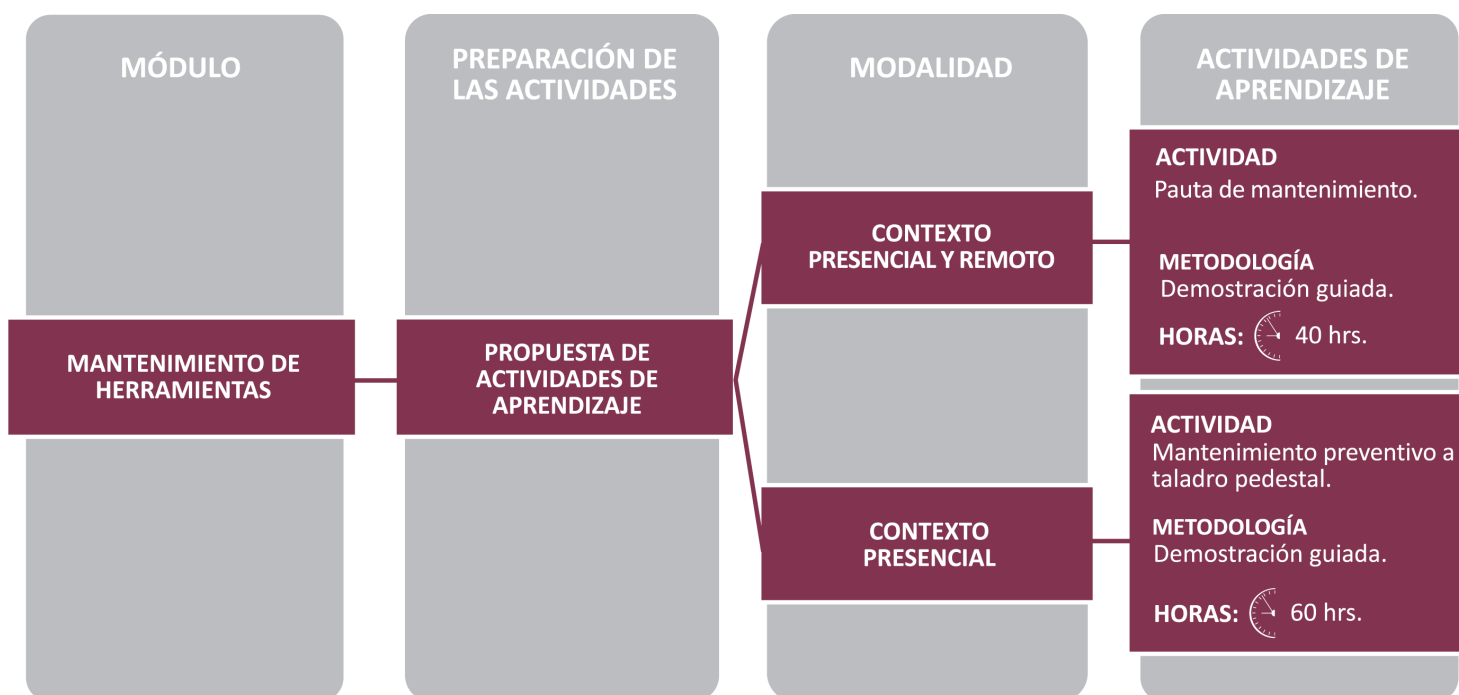 MÓDULO
PREPARACIÓN DE
LAS ACTIVIDADES
MODALIDAD
ACTIVIDADES DE
APRENDIZAJE
MANTENIMIENTO DE
HERRAMIENTAS
PROPUESTA DE
ACTIVIDADES DE
APRENDIZAJE
CONTEXTO
PRESENCIAL Y REMOTO
ACTIVIDAD
Pauta de mantenimiento.
METODOLOGÍA
Demostración guiada.
HORAS: 40 hrs.
CONTEXTO
PRESENCIAL
ACTIVIDAD
Mantenimiento preventivo a
taladro pedestal.
METODOLOGÍA
Demostración guiada.
HORAS: 60 hrs.